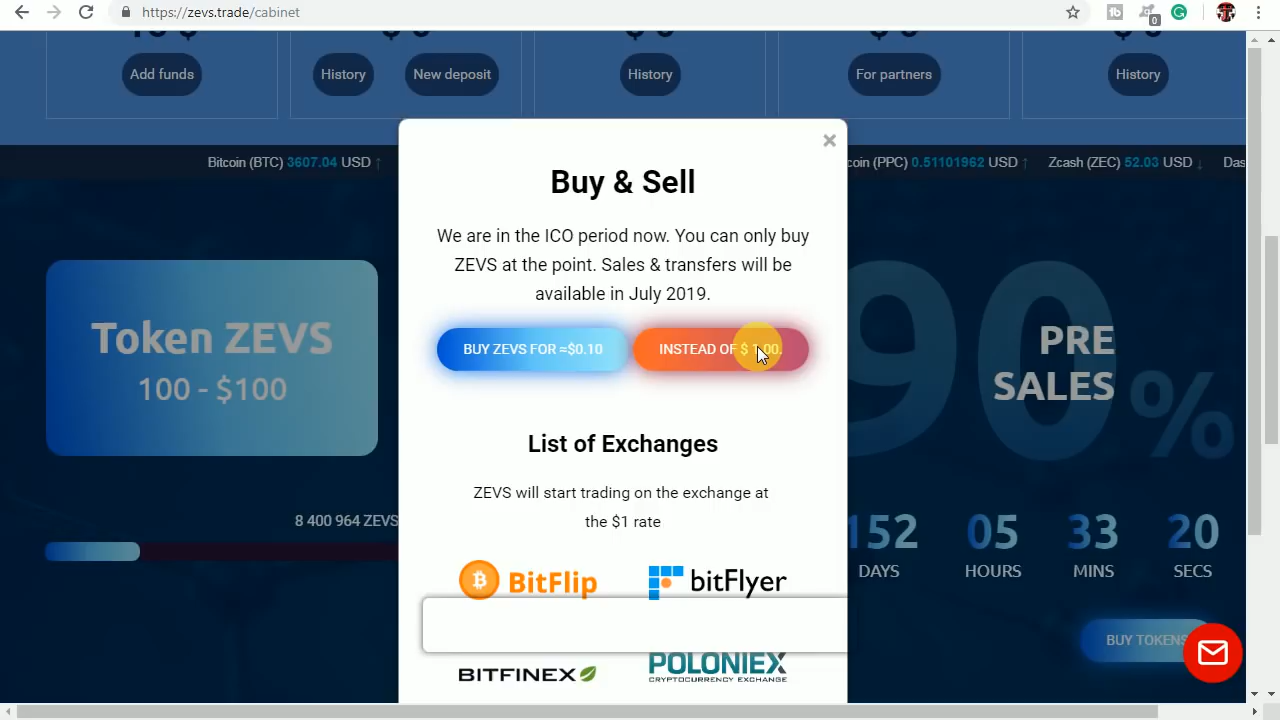 https://zevs.trade/cabinet
0
Add funds
History
New deposit
History
For partners
History
Bitcoin (BTC) 3607.04 USD ↑
coin (PPC) 0.51101962 USD ↑
Zcash (ZEC) 52.03 USD ↓
Das
×
Buy & Sell
We are in the ICO period now. You can only buy
ZEVS at the point. Sales & transfers will be
available in July 2019.
BUY ZEVS FOR ≈$0.10
INSTEAD OF $ 1.00.
Token ZEVS
100 - $100
90%
PRE
SALES
List of Exchanges
ZEVS will start trading on the exchange at
the $1 rate
8 400 964 ZEVS
152
05
33
20
DAYS
HOURS
MINS
SECS
BitFlip
bitFlyer
BUY TOKENS
BITFINEX
POLONIEX
CRYPTOCURRENCY EXCHANGE